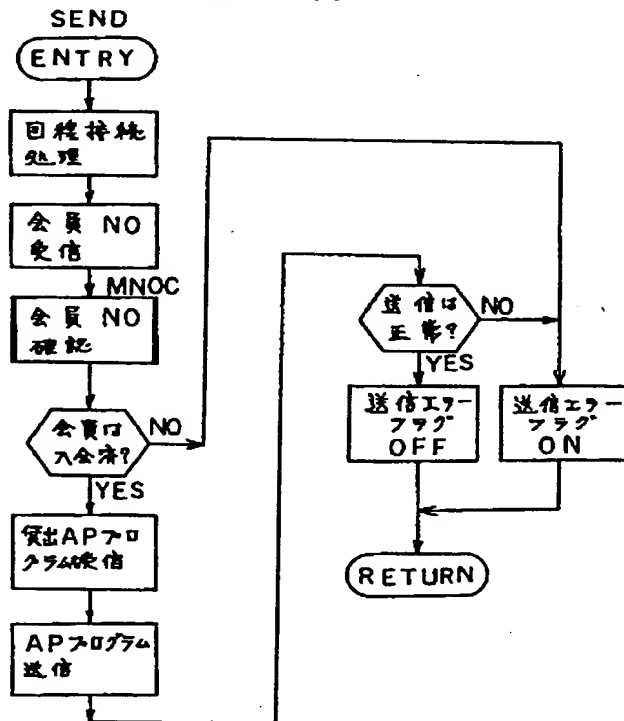 SEND
ENTRY
回線接続
処理
会員 NO
受信
MNOC
会員 NO
確認
会員は
入会済?
NO
YES
貸出APプロ
グラム受信
APプログラム
送信
送信は
正常?
NO
YES
送信エラー
フラグ
OFF
送信エラー
フラグ
ON
RETURN